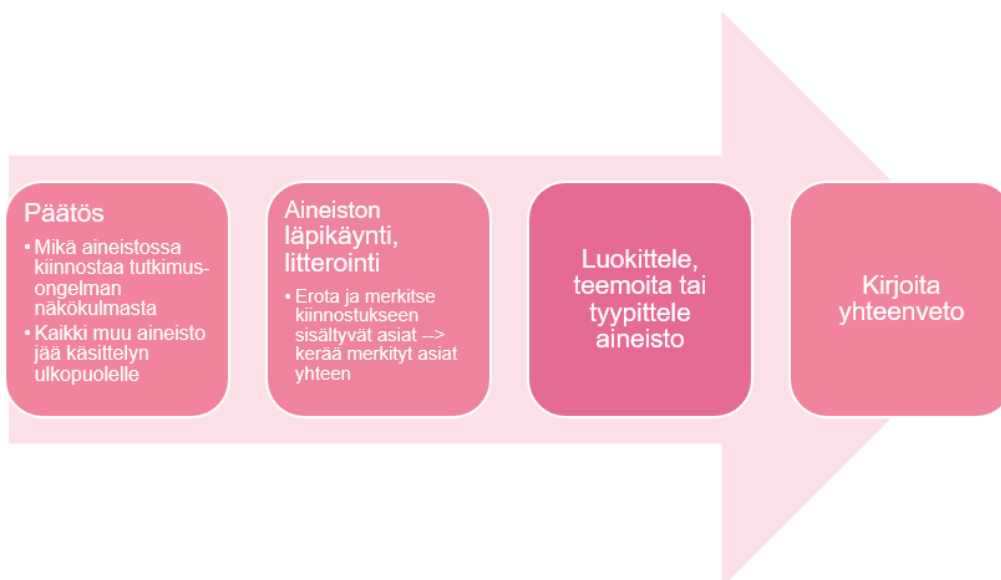 Päätös
• Mikä aineistossa
kiinnostaa tutkimus-
ongelman
näkökulmasta
• Kaikki muu aineisto
jää käsittelyn
ulkopuolelle
Aineiston
läpikäynti,
litterointi
• Erota ja merkitse
kiinnostukseen
sisältyvät asiat -->
kerää merkityt asiat
yhteen
Luokittele,
teemoita tai
tyypittele
aineisto
Kirjoita
yhteenveto